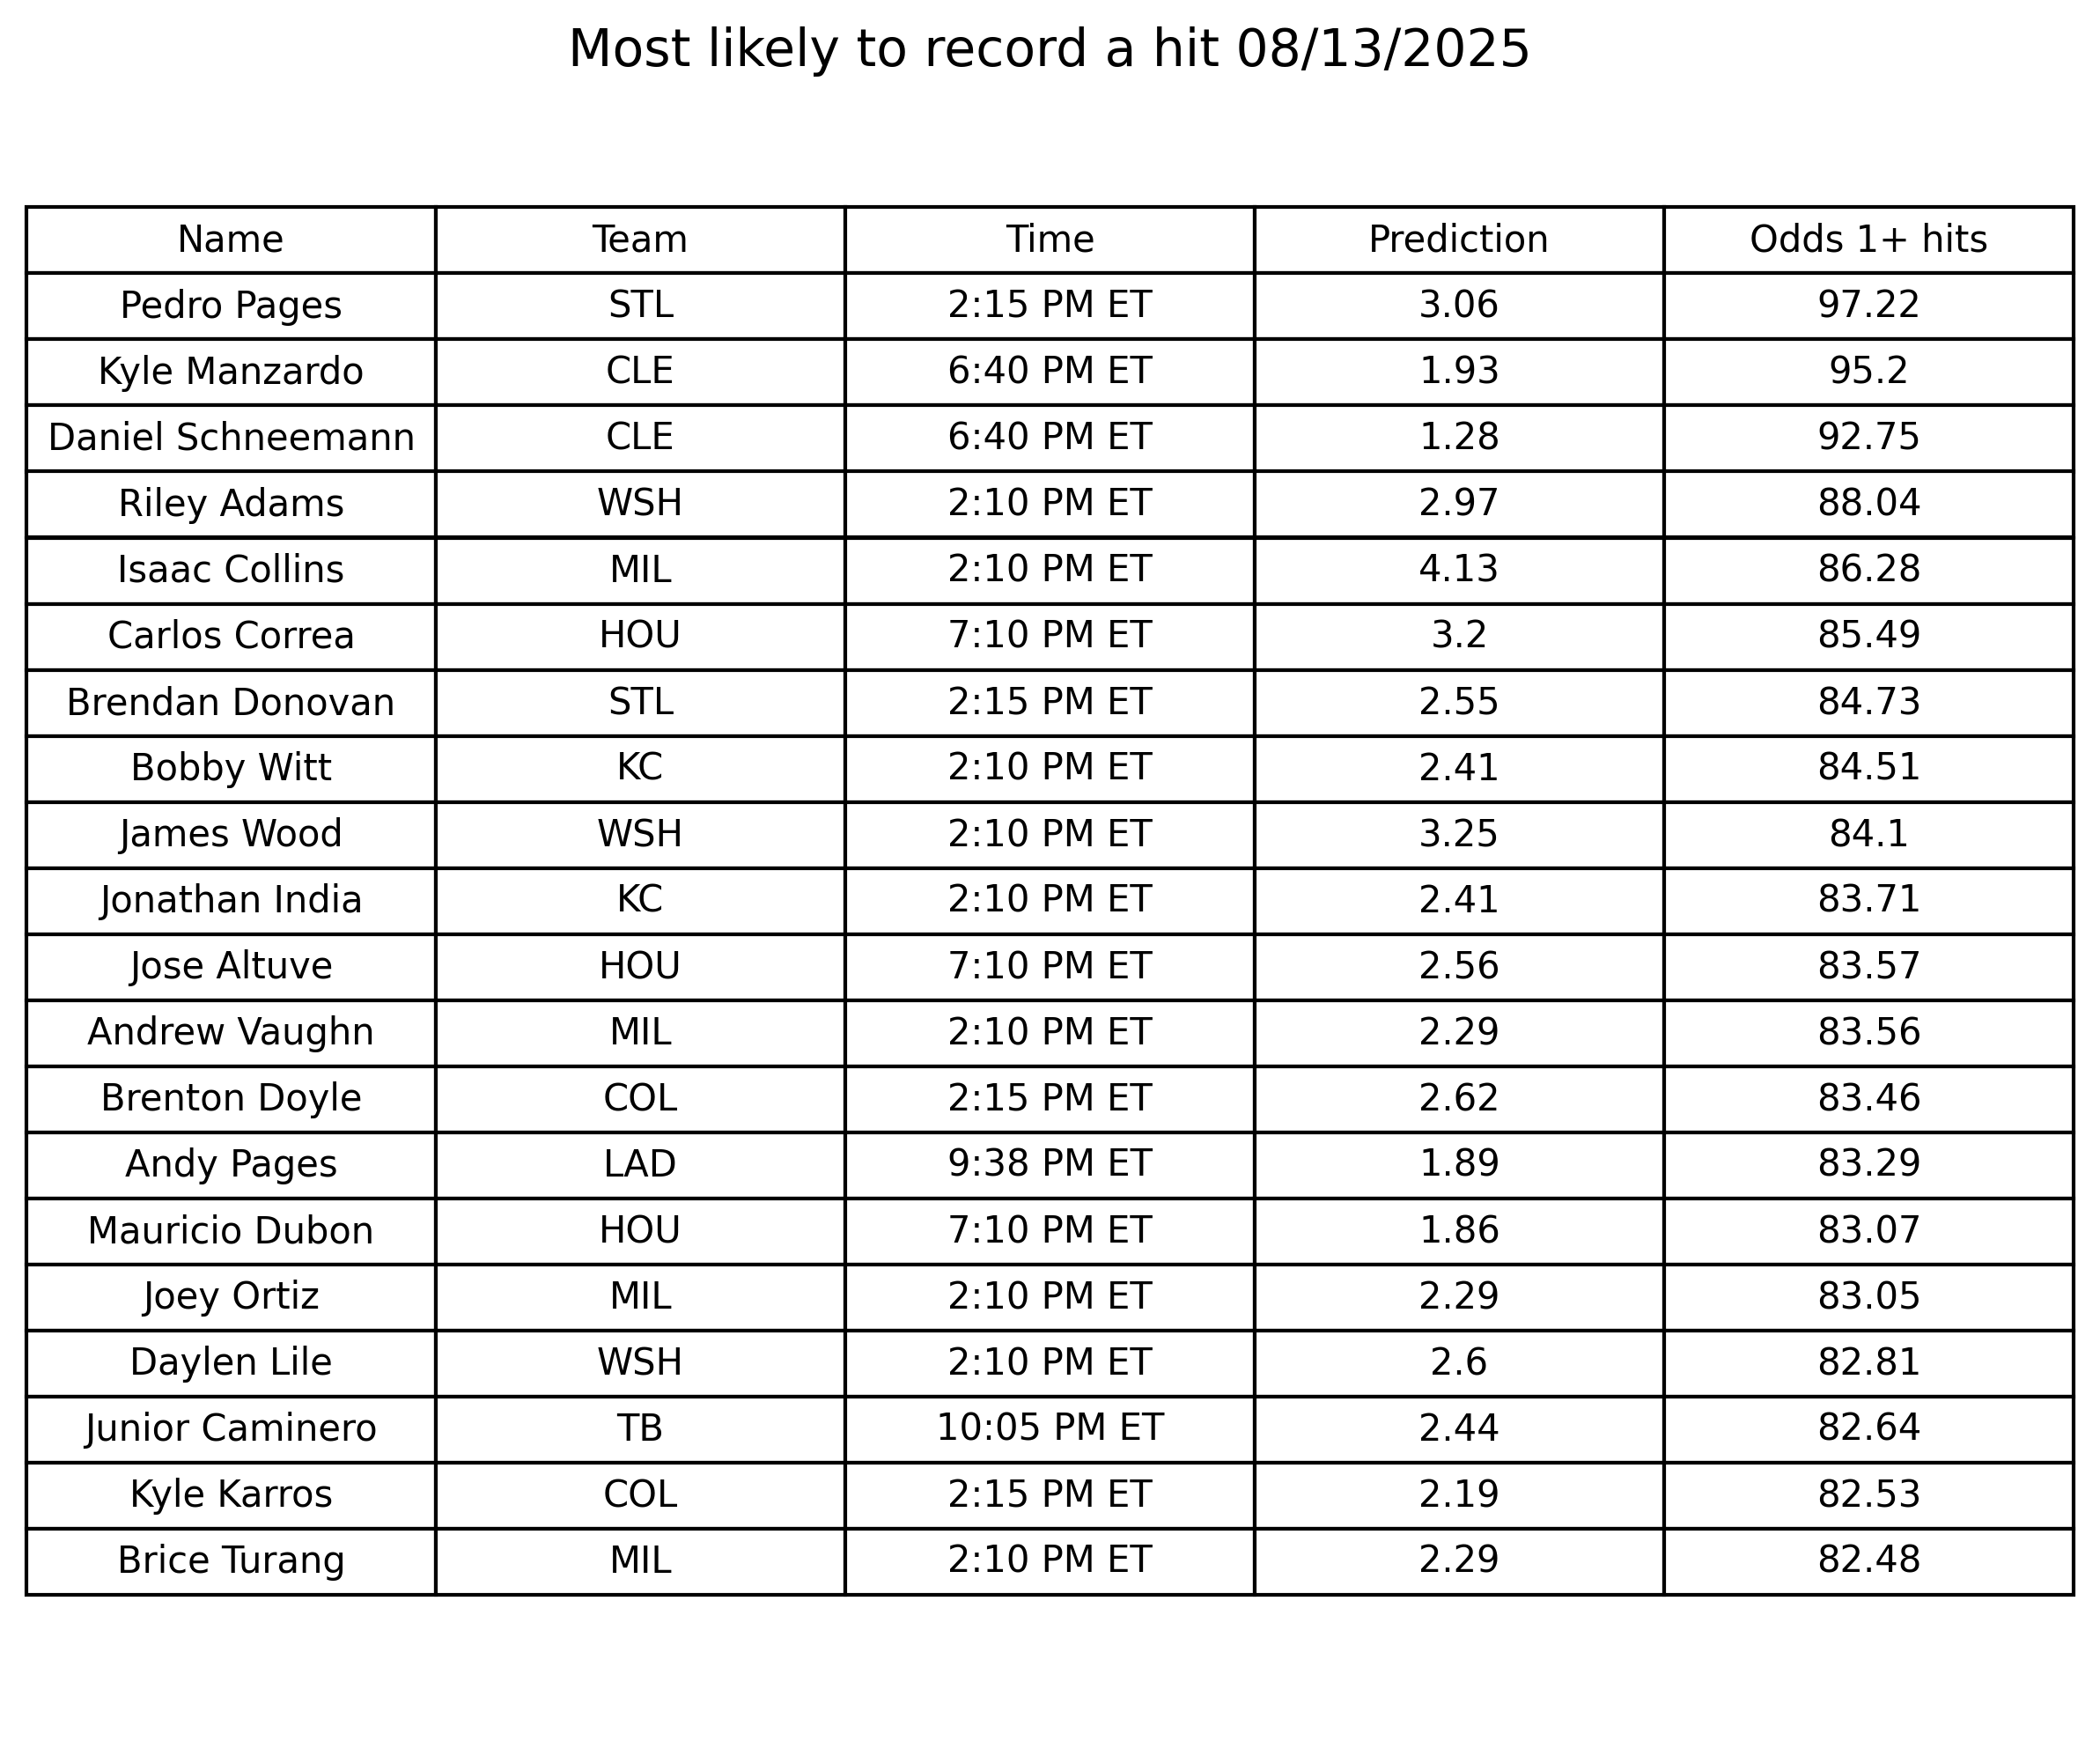 Most likely to record a hit 08/13/2025
Name Team Time Prediction Odds 1+ hits
Pedro Pages STL 2:15 PM ET 3.06 97.22
Kyle Manzardo CLE 6:40 PM ET 1.93 95.2
Daniel Schneemann CLE 6:40 PM ET 1.28 92.75
Riley Adams WSH 2:10 PM ET 2.97 88.04
Isaac Collins MIL 2:10 PM ET 4.13 86.28
Carlos Correa HOU 7:10 PM ET 3.2 85.49
Brendan Donovan STL 2:15 PM ET 2.55 84.73
Bobby Witt KC 2:10 PM ET 2.41 84.51
James Wood WSH 2:10 PM ET 3.25 84.1
Jonathan India KC 2:10 PM ET 2.41 83.71
Jose Altuve HOU 7:10 PM ET 2.56 83.57
Andrew Vaughn MIL 2:10 PM ET 2.29 83.56
Brenton Doyle COL 2:15 PM ET 2.62 83.46
Andy Pages LAD 9:38 PM ET 1.89 83.29
Mauricio Dubon HOU 7:10 PM ET 1.86 83.07
Joey Ortiz MIL 2:10 PM ET 2.29 83.05
Daylen Lile WSH 2:10 PM ET 2.6 82.81
Junior Caminero TB 10:05 PM ET 2.44 82.64
Kyle Karros COL 2:15 PM ET 2.19 82.53
Brice Turang MIL 2:10 PM ET 2.29 82.48